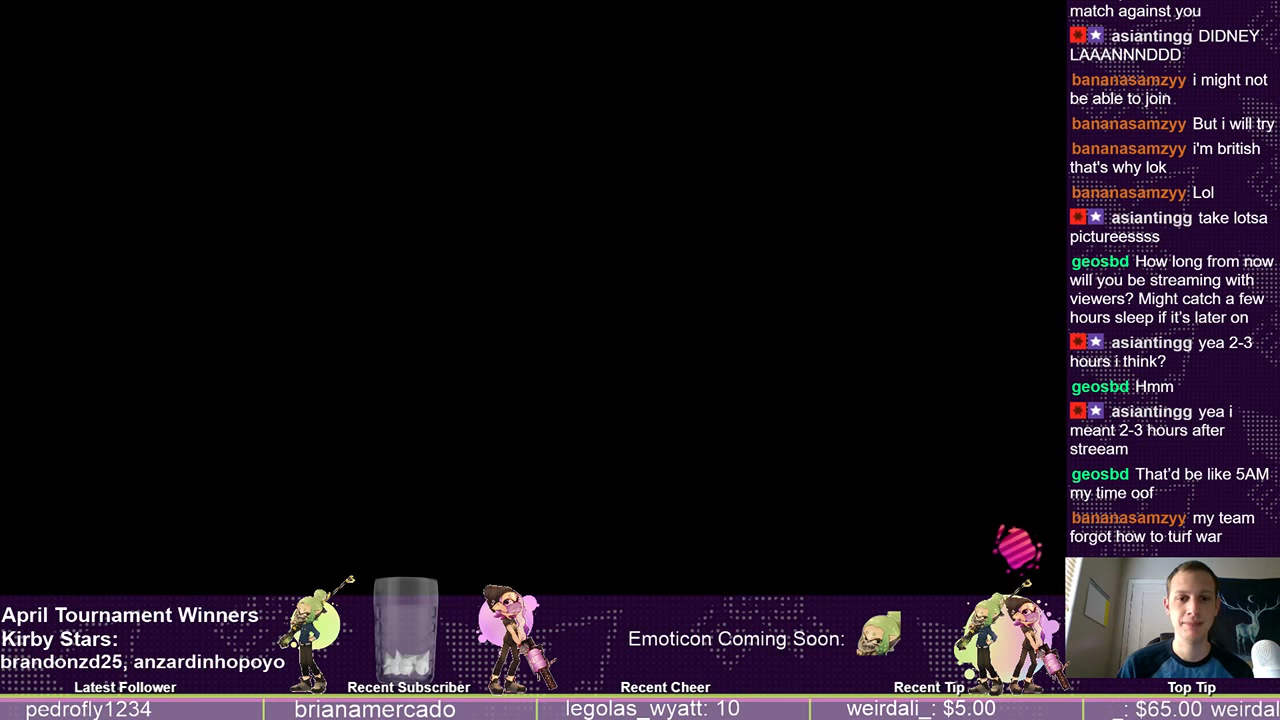 match against you
asiantingg DIDNEY
LAAANNNDDD
bananasamzyy i might not
be able to join
bananasamzyy But i will try
bananasamzyy i'm british
that's why lok
bananasamzyy Lol
asiantingg take lotsa
pictureessss
geosbd How long from now
will you be streaming with
viewers? Might catch a few
hours sleep if it's later on
asiantingg yea 2-3
hours i think?
geosbd Hmm
asiantingg yea i
meant 2-3 hours after
streeam
geosbd That'd be like 5AM
my time oof
bananasamzyy my team
forgot how to turf war
April Tournament Winners
Kirby Stars:
brandonzd25, anzardinhopoyo
Emoticon Coming Soon:
Latest Follower
Recent Subscriber
Recent Cheer
Recent Tip
Top Tip
pedrofly1234
brianamercado
legolas_wyatt: 10
weirdali_: $5.00
_: $65.00 weirdal